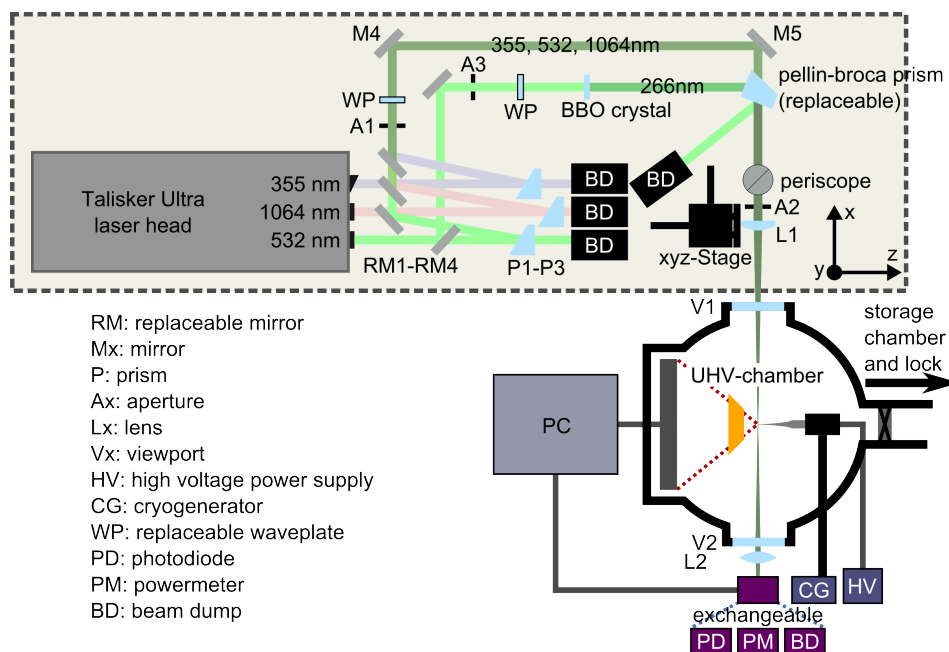 M4
M5
355, 532, 1064nm
A3
WP
WP
BBO crystal
266nm
pellin-broca prism
(replaceable)
A1
Talisker Ultra
laser head
355 nm
1064 nm
532 nm
BD
BD
BD
BD
RM1-RM4
P1-P3
periscope
A2
L1
xyz-Stage
x
y
z
V1
storage
chamber
and lock
UHV-chamber
PC
RM: replaceable mirror
Mx: mirror
P: prism
Ax: aperture
Lx: lens
Vx: viewport
HV: high voltage power supply
CG: cryogenerator
WP: replaceable waveplate
PD: photodiode
PM: powermeter
BD: beam dump
V2
L2
CG
HV
exchangeable
PD
PM
BD